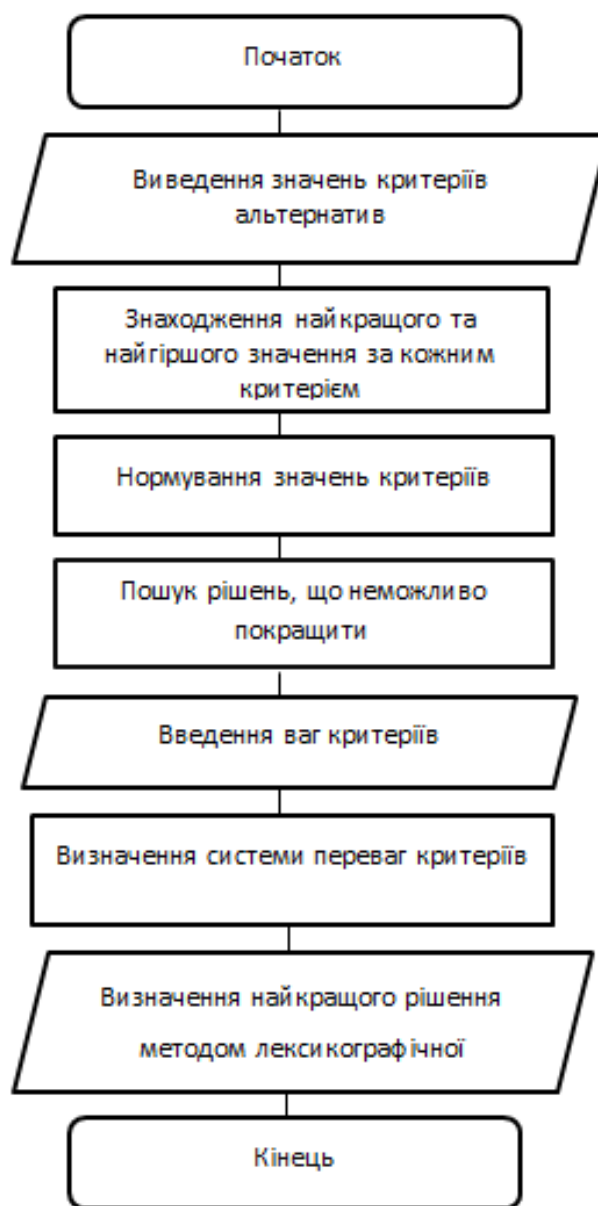 Початок
Виведення значень критеріїв
альтернатив
Знаходження найкращого та
найгіршого значення за кожним
критерієм
Нормування значень критеріїв
Пошук рішень, що неможливо
покращити
Введення ваг критеріїв
Визначення системи переваг критеріїв
Визначення найкращого рішення
методом лексикографічної
Кінець